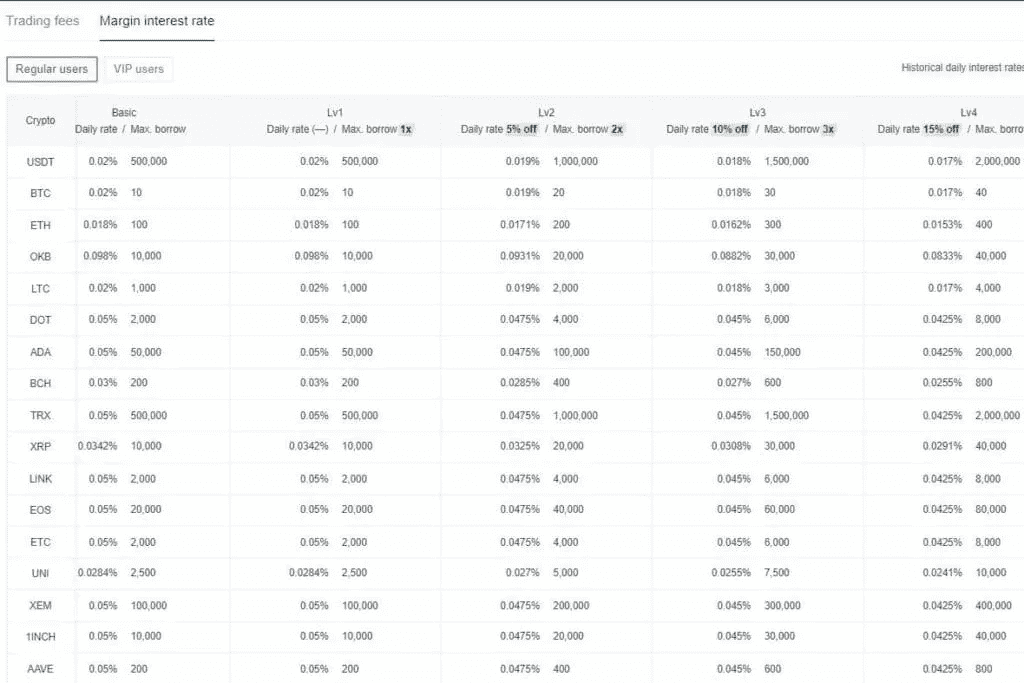 Trading fees Margin interest rate
Regular users VIP users Historical daily interest rates
Crypto Basic Lv1 Lv2 Lv3 Lv4
Daily rate / Max. borrow Daily rate (—) / Max. borrow 1x Daily rate 5% off / Max. borrow 2x Daily rate 10% off / Max. borrow 3x Daily rate 15% off / Max. borro
USDT 0.02% 500,000 0.02% 500,000 0.019% 1,000,000 0.018% 1,500,000 0.017% 2,000,000
BTC 0.02% 10 0.02% 10 0.019% 20 0.018% 30 0.017% 40
ETH 0.018% 100 0.018% 100 0.0171% 200 0.0162% 300 0.0153% 400
OKB 0.098% 10,000 0.098% 10,000 0.0931% 20,000 0.0882% 30,000 0.0833% 40,000
LTC 0.02% 1,000 0.02% 1,000 0.019% 2,000 0.018% 3,000 0.017% 4,000
DOT 0.05% 2,000 0.05% 2,000 0.0475% 4,000 0.045% 6,000 0.0425% 8,000
ADA 0.05% 50,000 0.05% 50,000 0.0475% 100,000 0.045% 150,000 0.0425% 200,000
BCH 0.03% 200 0.03% 200 0.0285% 400 0.027% 600 0.0255% 800
TRX 0.05% 500,000 0.05% 500,000 0.0475% 1,000,000 0.045% 1,500,000 0.0425% 2,000,000
XRP 0.0342% 10,000 0.0342% 10,000 0.0325% 20,000 0.0308% 30,000 0.0291% 40,000
LINK 0.05% 2,000 0.05% 2,000 0.0475% 4,000 0.045% 6,000 0.0425% 8,000
EOS 0.05% 20,000 0.05% 20,000 0.0475% 40,000 0.045% 60,000 0.0425% 80,000
ETC 0.05% 2,000 0.05% 2,000 0.0475% 4,000 0.045% 6,000 0.0425% 8,000
UNI 0.0284% 2,500 0.0284% 2,500 0.027% 5,000 0.0255% 7,500 0.0241% 10,000
XEM 0.05% 100,000 0.05% 100,000 0.0475% 200,000 0.045% 300,000 0.0425% 400,000
1INCH 0.05% 10,000 0.05% 10,000 0.0475% 20,000 0.045% 30,000 0.0425% 40,000
AAVE 0.05% 200 0.05% 200 0.0475% 400 0.045% 600 0.0425% 800